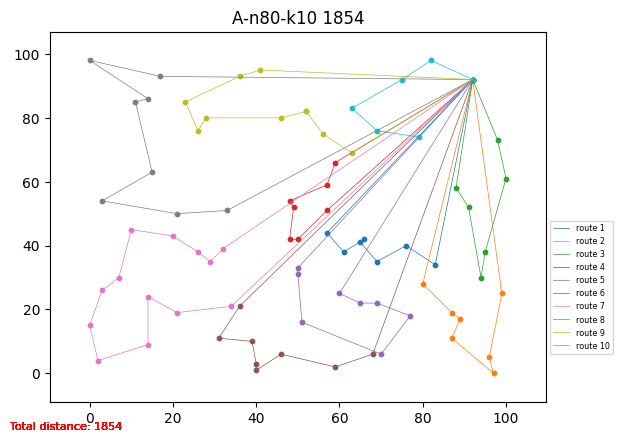 A-n80-k10 1854
100
80
60
40
20
0
0 20 40 60 80 100
route 1
route 2
route 3
route 4
route 5
route 6
route 7
route 8
route 9
route 10
Total distance: 1854